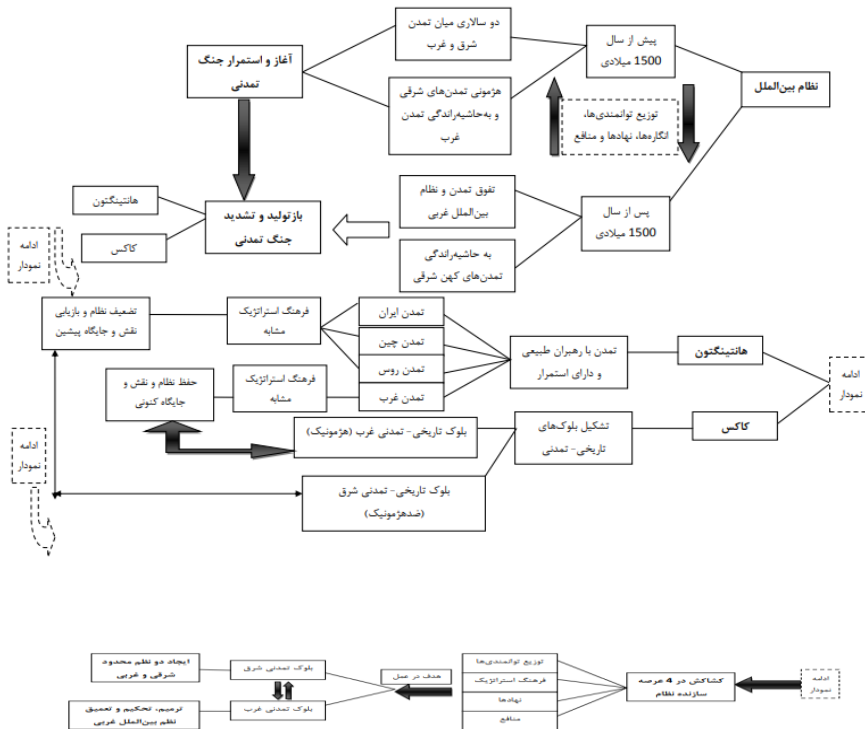 نظام بین‌الملل
پیش از سال
1500 میلادی
دو سالاری میان تمدن
شرق و غرب
هژمونی تمدن‌های شرقی
و به‌حاشیه‌راندگی تمدن
غرب
آغاز و استمرار جنگ
تمدنی
توزیع توانمندی‌ها،
انگاره‌ها، نهادها و منافع
پس از سال
1500 میلادی
تفوق تمدن و نظام
بین‌الملل غربی
به حاشیه‌راندگی
تمدن‌های کهن شرقی
بازتولید و تشدید
جنگ تمدنی
هانتینگتون
کاکس
ادامه
نمودار
ادامه
نمودار
هانتینگتون
تمدن با رهبران طبیعی
و دارای استمرار
تمدن ایران
تمدن چین
تمدن روس
تمدن غرب
فرهنگ استراتژیک
مشابه
تضعیف نظام و بازیابی
نقش و جایگاه پیشین
فرهنگ استراتژیک
مشابه
حفظ نظام و نقش و
جایگاه کنونی
کاکس
تشکیل بلوک‌های
تاریخی- تمدنی
بلوک تاریخی- تمدنی غرب (هژمونیک)
بلوک تاریخی- تمدنی شرق
(ضدهژمونیک)
ادامه
نمودار
ادامه
نمودار
کشاکش در 4 عرصه
سازنده نظام
توزیع توانمندی‌ها
فرهنگ استراتژیک
نهادها
منافع
هدف در عمل
بلوک تمدنی شرق
بلوک تمدنی غرب
ایجاد دو نظم محدود
شرقی و غربی
ترمیم، تحکیم و تعمیق
نظم بین‌الملل غربی